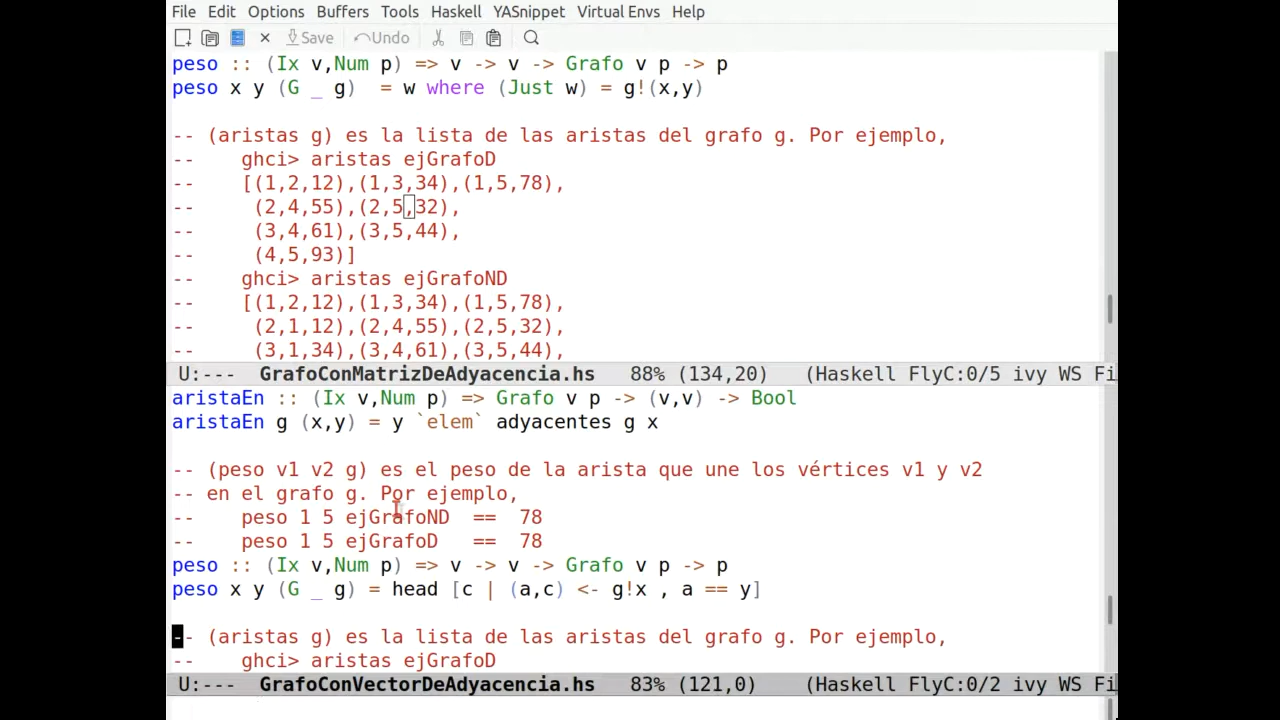 File Edit Options Buffers Tools Haskell YASnippet Virtual Envs Help
Save Undo
peso :: (Ix v,Num p) => v -> v -> Grafo v p -> p
peso x y (G _ g)  = w where (Just w) = g!(x,y)
-- (aristas g) es la lista de las aristas del grafo g. Por ejemplo,
--    ghci> aristas ejGrafoD
--    [(1,2,12),(1,3,34),(1,5,78),
--     (2,4,55),(2,5,32),
--     (3,4,61),(3,5,44),
--     (4,5,93)]
--    ghci> aristas ejGrafoND
--    [(1,2,12),(1,3,34),(1,5,78),
--     (2,1,12),(2,4,55),(2,5,32),
--     (3,1,34),(3,4,61),(3,5,44),
U:---  GrafoConMatrizDeAdyacencia.hs   88% (134,20)   (Haskell FlyC:0/5 ivy WS Fi
aristaEn :: (Ix v,Num p) => Grafo v p -> (v,v) -> Bool
aristaEn g (x,y) = y `elem` adyacentes g x
-- (peso v1 v2 g) es el peso de la arista que une los vértices v1 y v2
-- en el grafo g. Por ejemplo,
--    peso 1 5 ejGrafoND  ==  78
--    peso 1 5 ejGrafoD   ==  78
peso :: (Ix v,Num p) => v -> v -> Grafo v p -> p
peso x y (G _ g) = head [c | (a,c) <- g!x , a == y]
-- (aristas g) es la lista de las aristas del grafo g. Por ejemplo,
--    ghci> aristas ejGrafoD
U:---  GrafoConVectorDeAdyacencia.hs   83% (121,0)    (Haskell FlyC:0/2 ivy WS Fi